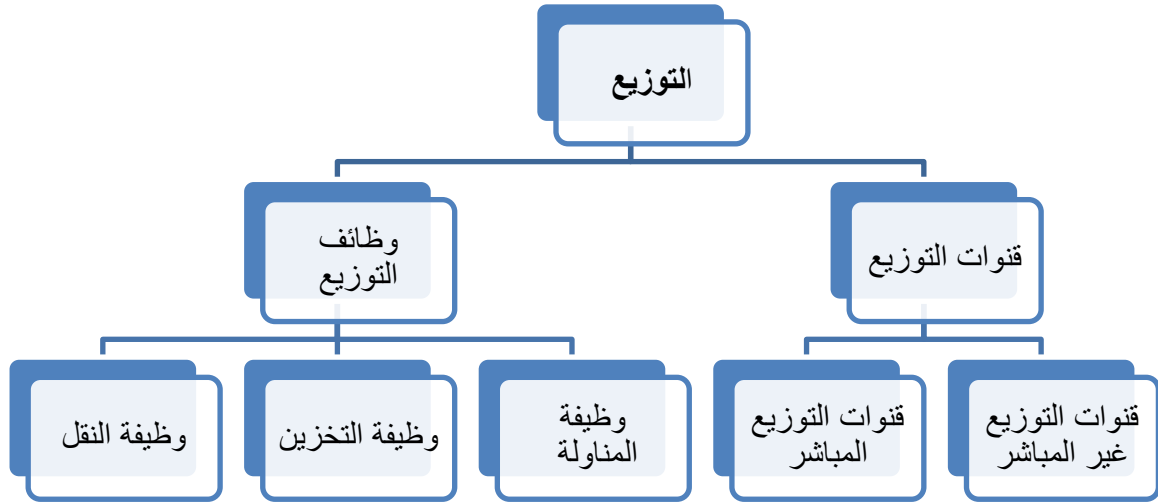 التوزيع
قنوات التوزيع
وظائف
التوزيع
قنوات التوزيع
غير المباشر
قنوات التوزيع
المباشر
وظيفة
المناولة
وظيفة التخزين
وظيفة النقل